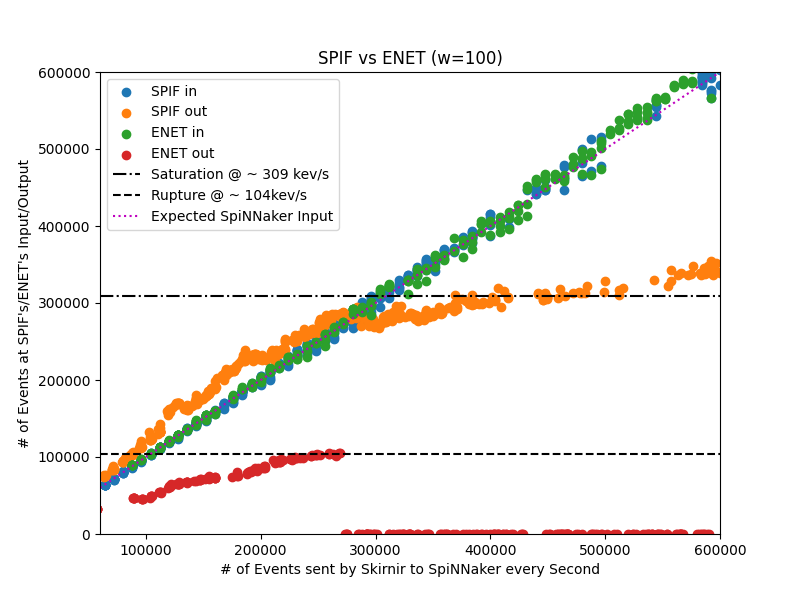 SPIF vs ENET (w=100)
# of Events at SPIF's/ENET's Input/Output
600000
500000
400000
300000
200000
100000
0
SPIF in
SPIF out
ENET in
ENET out
Saturation @ ~ 309 kev/s
Rupture @ ~ 104kev/s
Expected SpiNNaker Input
100000 200000 300000 400000 500000 600000
# of Events sent by Skirnir to SpiNNaker every Second